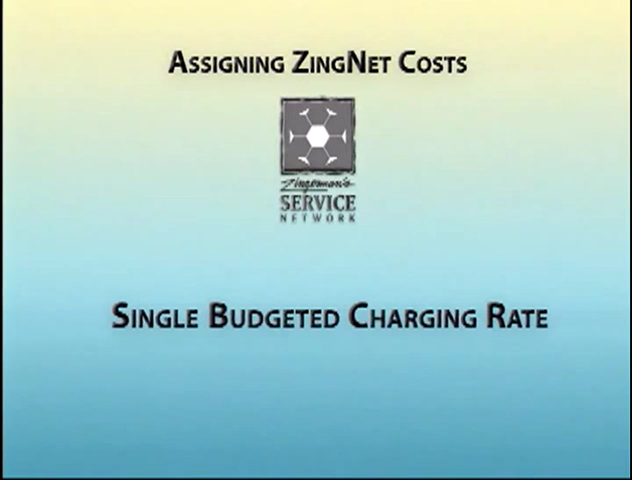 Assigning ZingNet Costs
Zingerman's
SERVICE
NETWORK
Single Budgeted Charging Rate